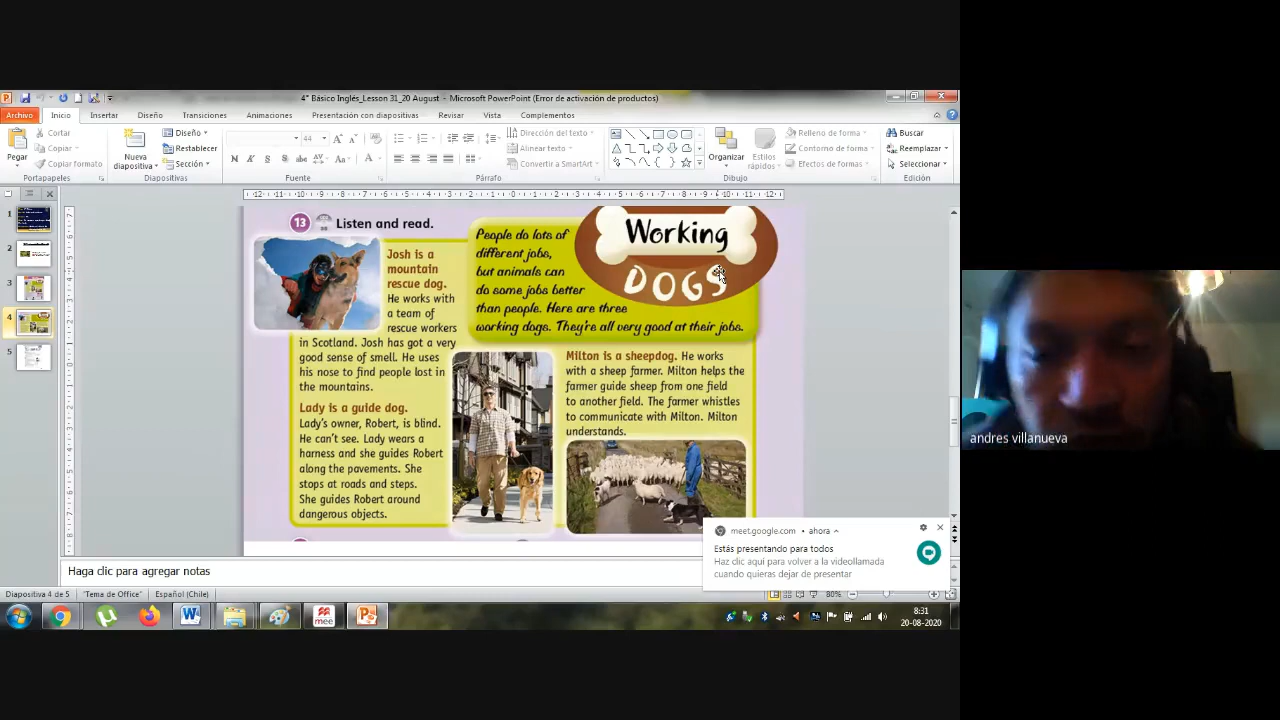 4° Básico Inglés_Lesson 31_20 August - Microsoft PowerPoint (Error de activación de productos)
Archivo Inicio Insertar Diseño Transiciones Animaciones Presentación con diapositivas Revisar Vista Complementos
Pegar
Cortar
Copiar
Copiar formato
Portapapeles
Nueva diapositiva
Diseño
Restablecer
Sección
Diapositivas
44
Fuente
Dirección del texto
Alinear texto
Convertir a SmartArt
Párrafo
Organizar
Estilos rápidos
Relleno de forma
Contorno de forma
Efectos de formas
Dibujo
Buscar
Reemplazar
Seleccionar
Edición
1
2
3
4
5
13 Listen and read.
Working
DOGS
People do lots of
different jobs,
but animals can
do some jobs better
than people. Here are three
working dogs. They're all very good at their jobs.
Josh is a
mountain
rescue dog.
He works with
a team of
rescue workers
in Scotland. Josh has got a very
good sense of smell. He uses
his nose to find people lost in
the mountains.
Lady is a guide dog.
Lady's owner, Robert, is blind.
He can't see. Lady wears a
harness and she guides Robert
along the pavements. She
stops at roads and steps.
She guides Robert around
dangerous objects.
Milton is a sheepdog. He works
with a sheep farmer. Milton helps the
farmer guide sheep from one field
to another field. The farmer whistles
to communicate with Milton. Milton
understands.
meet.google.com • ahora
Estás presentando para todos
Haz clic aquí para volver a la videollamada
cuando quieras dejar de presentar
Haga clic para agregar notas
Diapositiva 4 de 5 "Tema de Office" Español (Chile) 80%
mee
8:31
20-08-2020
andres villanueva